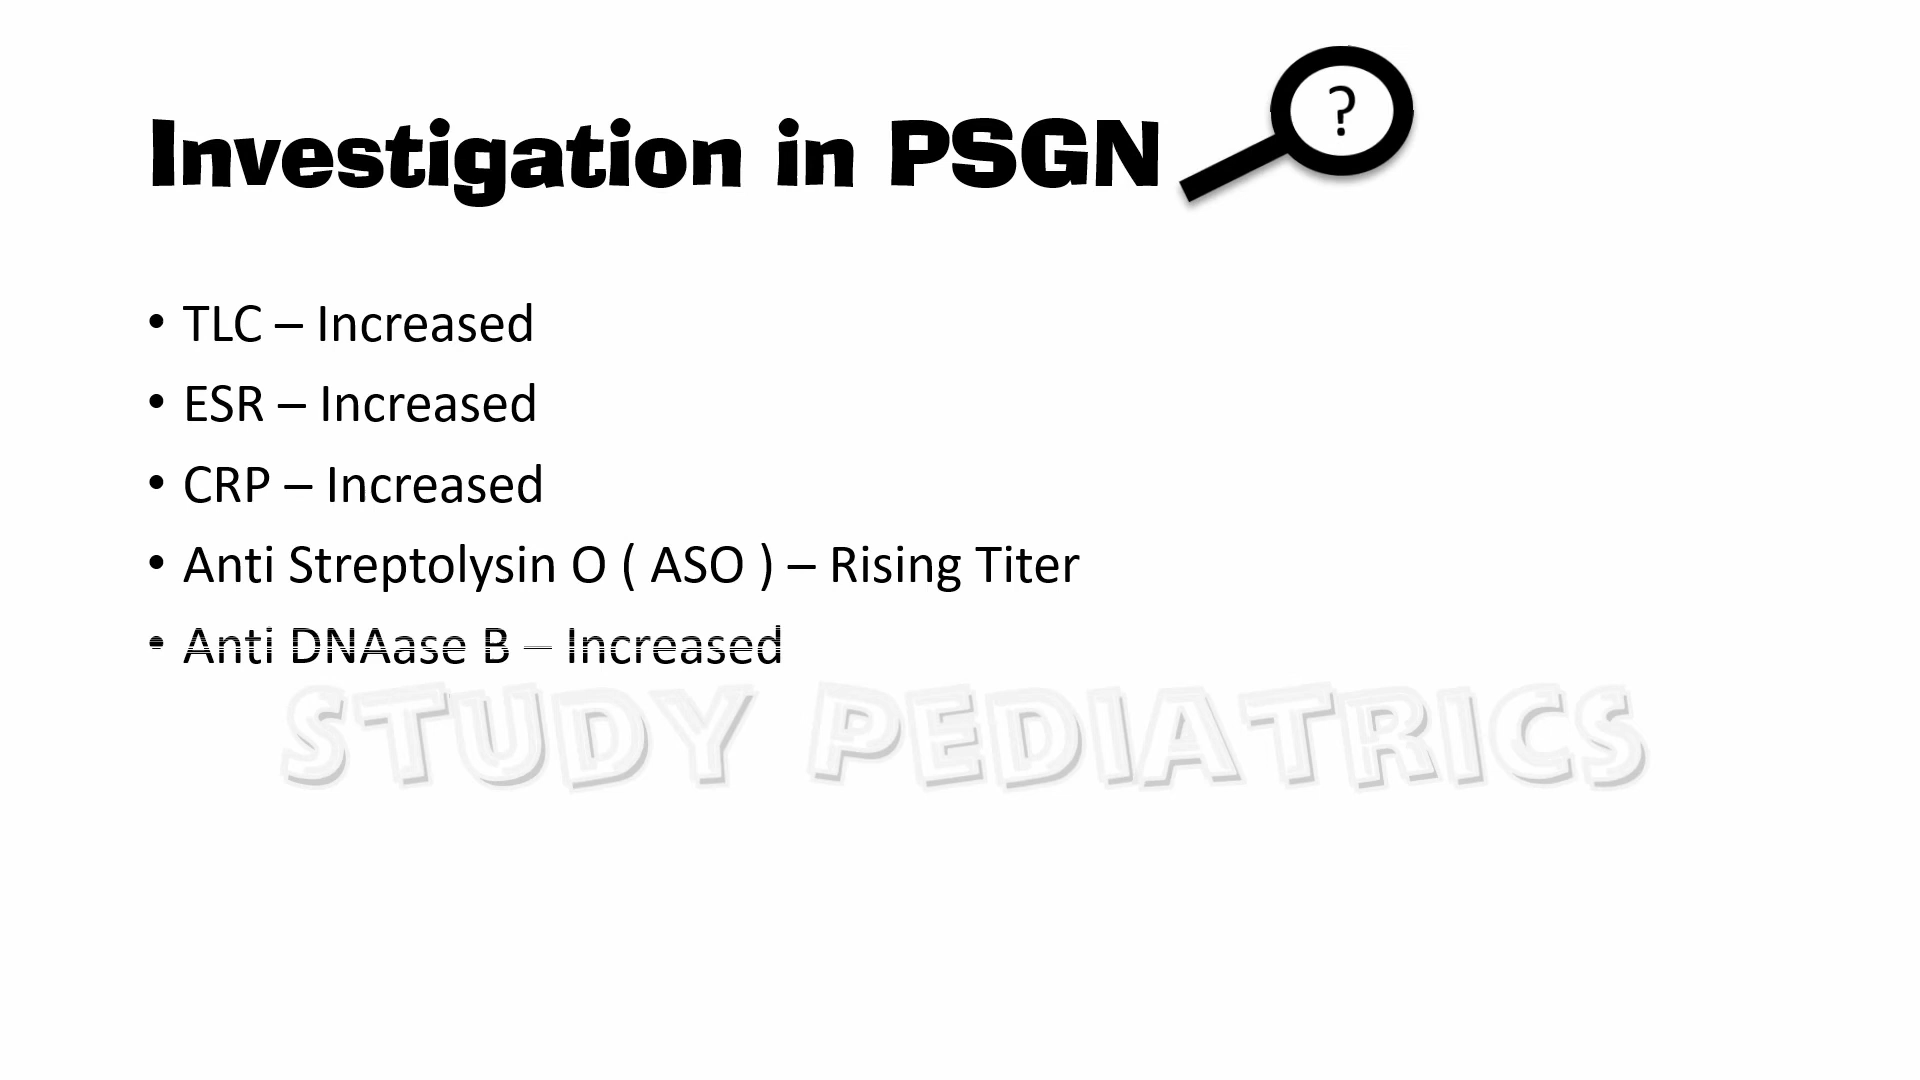 Investigation in PSGN
?
• TLC – Increased
• ESR – Increased
• CRP – Increased
• Anti Streptolysin O ( ASO ) – Rising Titer
• Anti DNAase B – Increased
STUDY PEDIATRICS